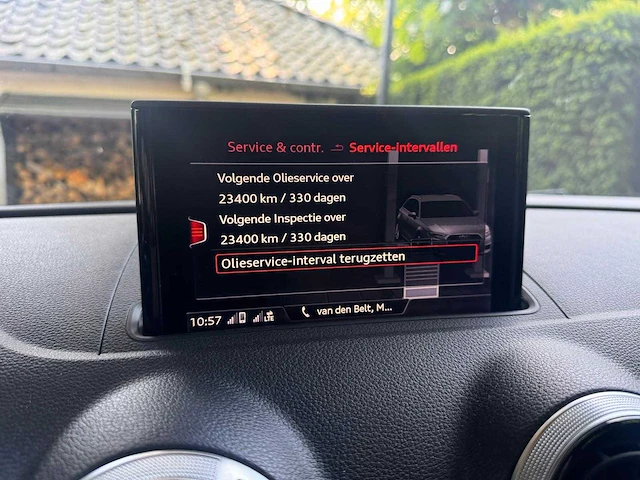 Service & contr. Service-intervallen
Volgende Olieservice over
23400 km / 330 dagen
Volgende Inspectie over
23400 km / 330 dagen
Olieservice-interval terugzetten
10:57 LTE van den Belt, M...